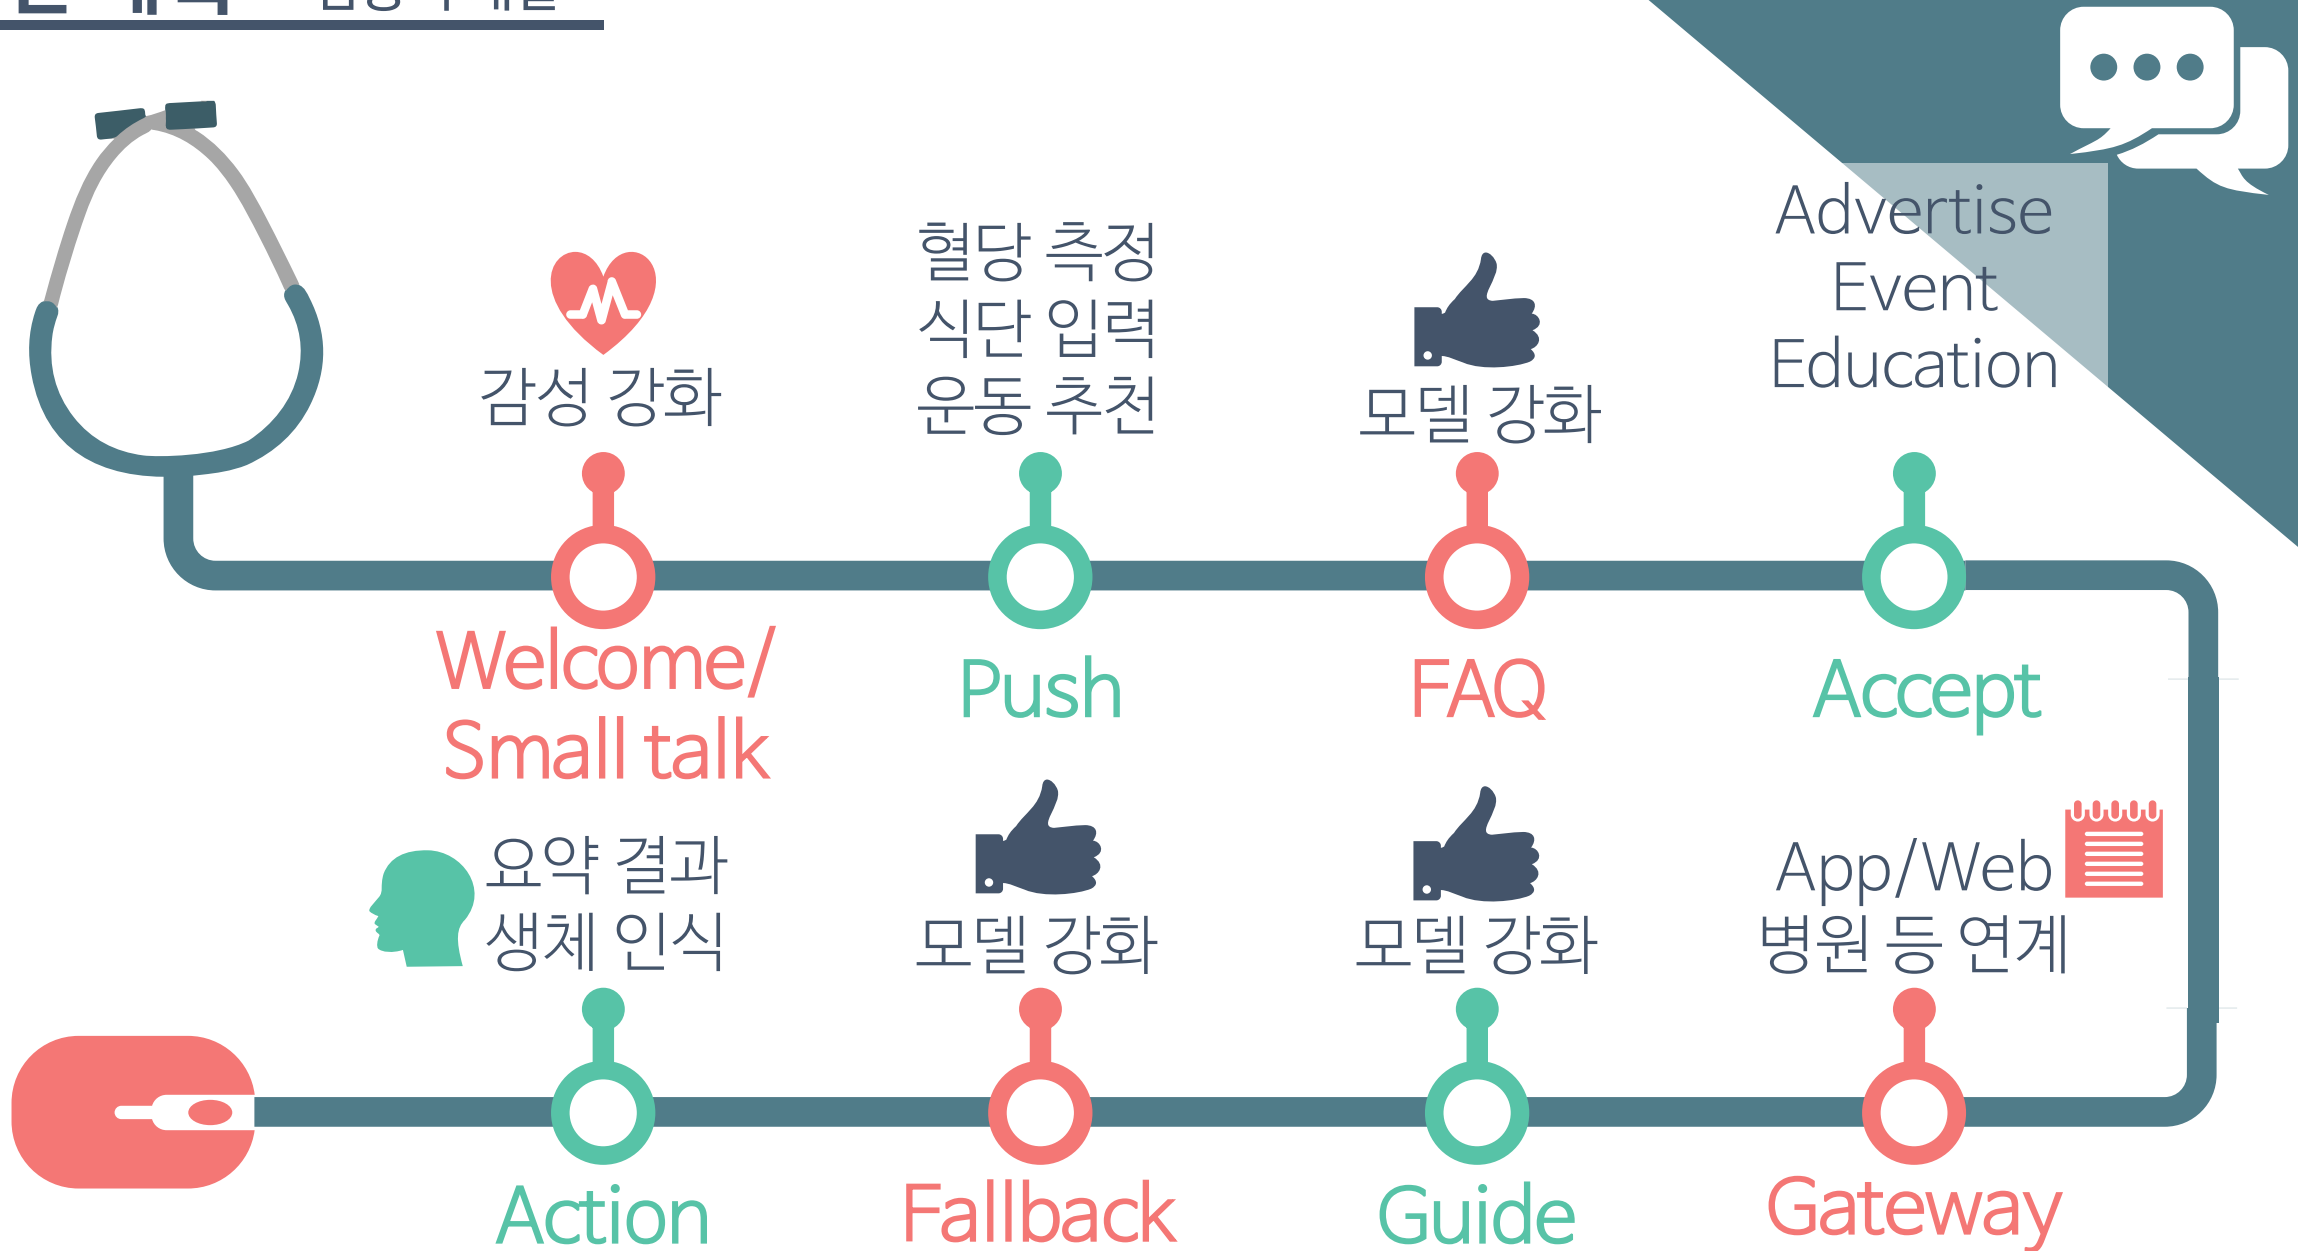 감성 강화
혈당 측정
식단 입력
운동 추천
모델 강화
Advertise
Event
Education
Welcome/
Small talk
Push
FAQ
Accept
요약 결과
생체 인식
모델 강화
모델 강화
App/Web
병원 등 연계
Action
Fallback
Guide
Gateway